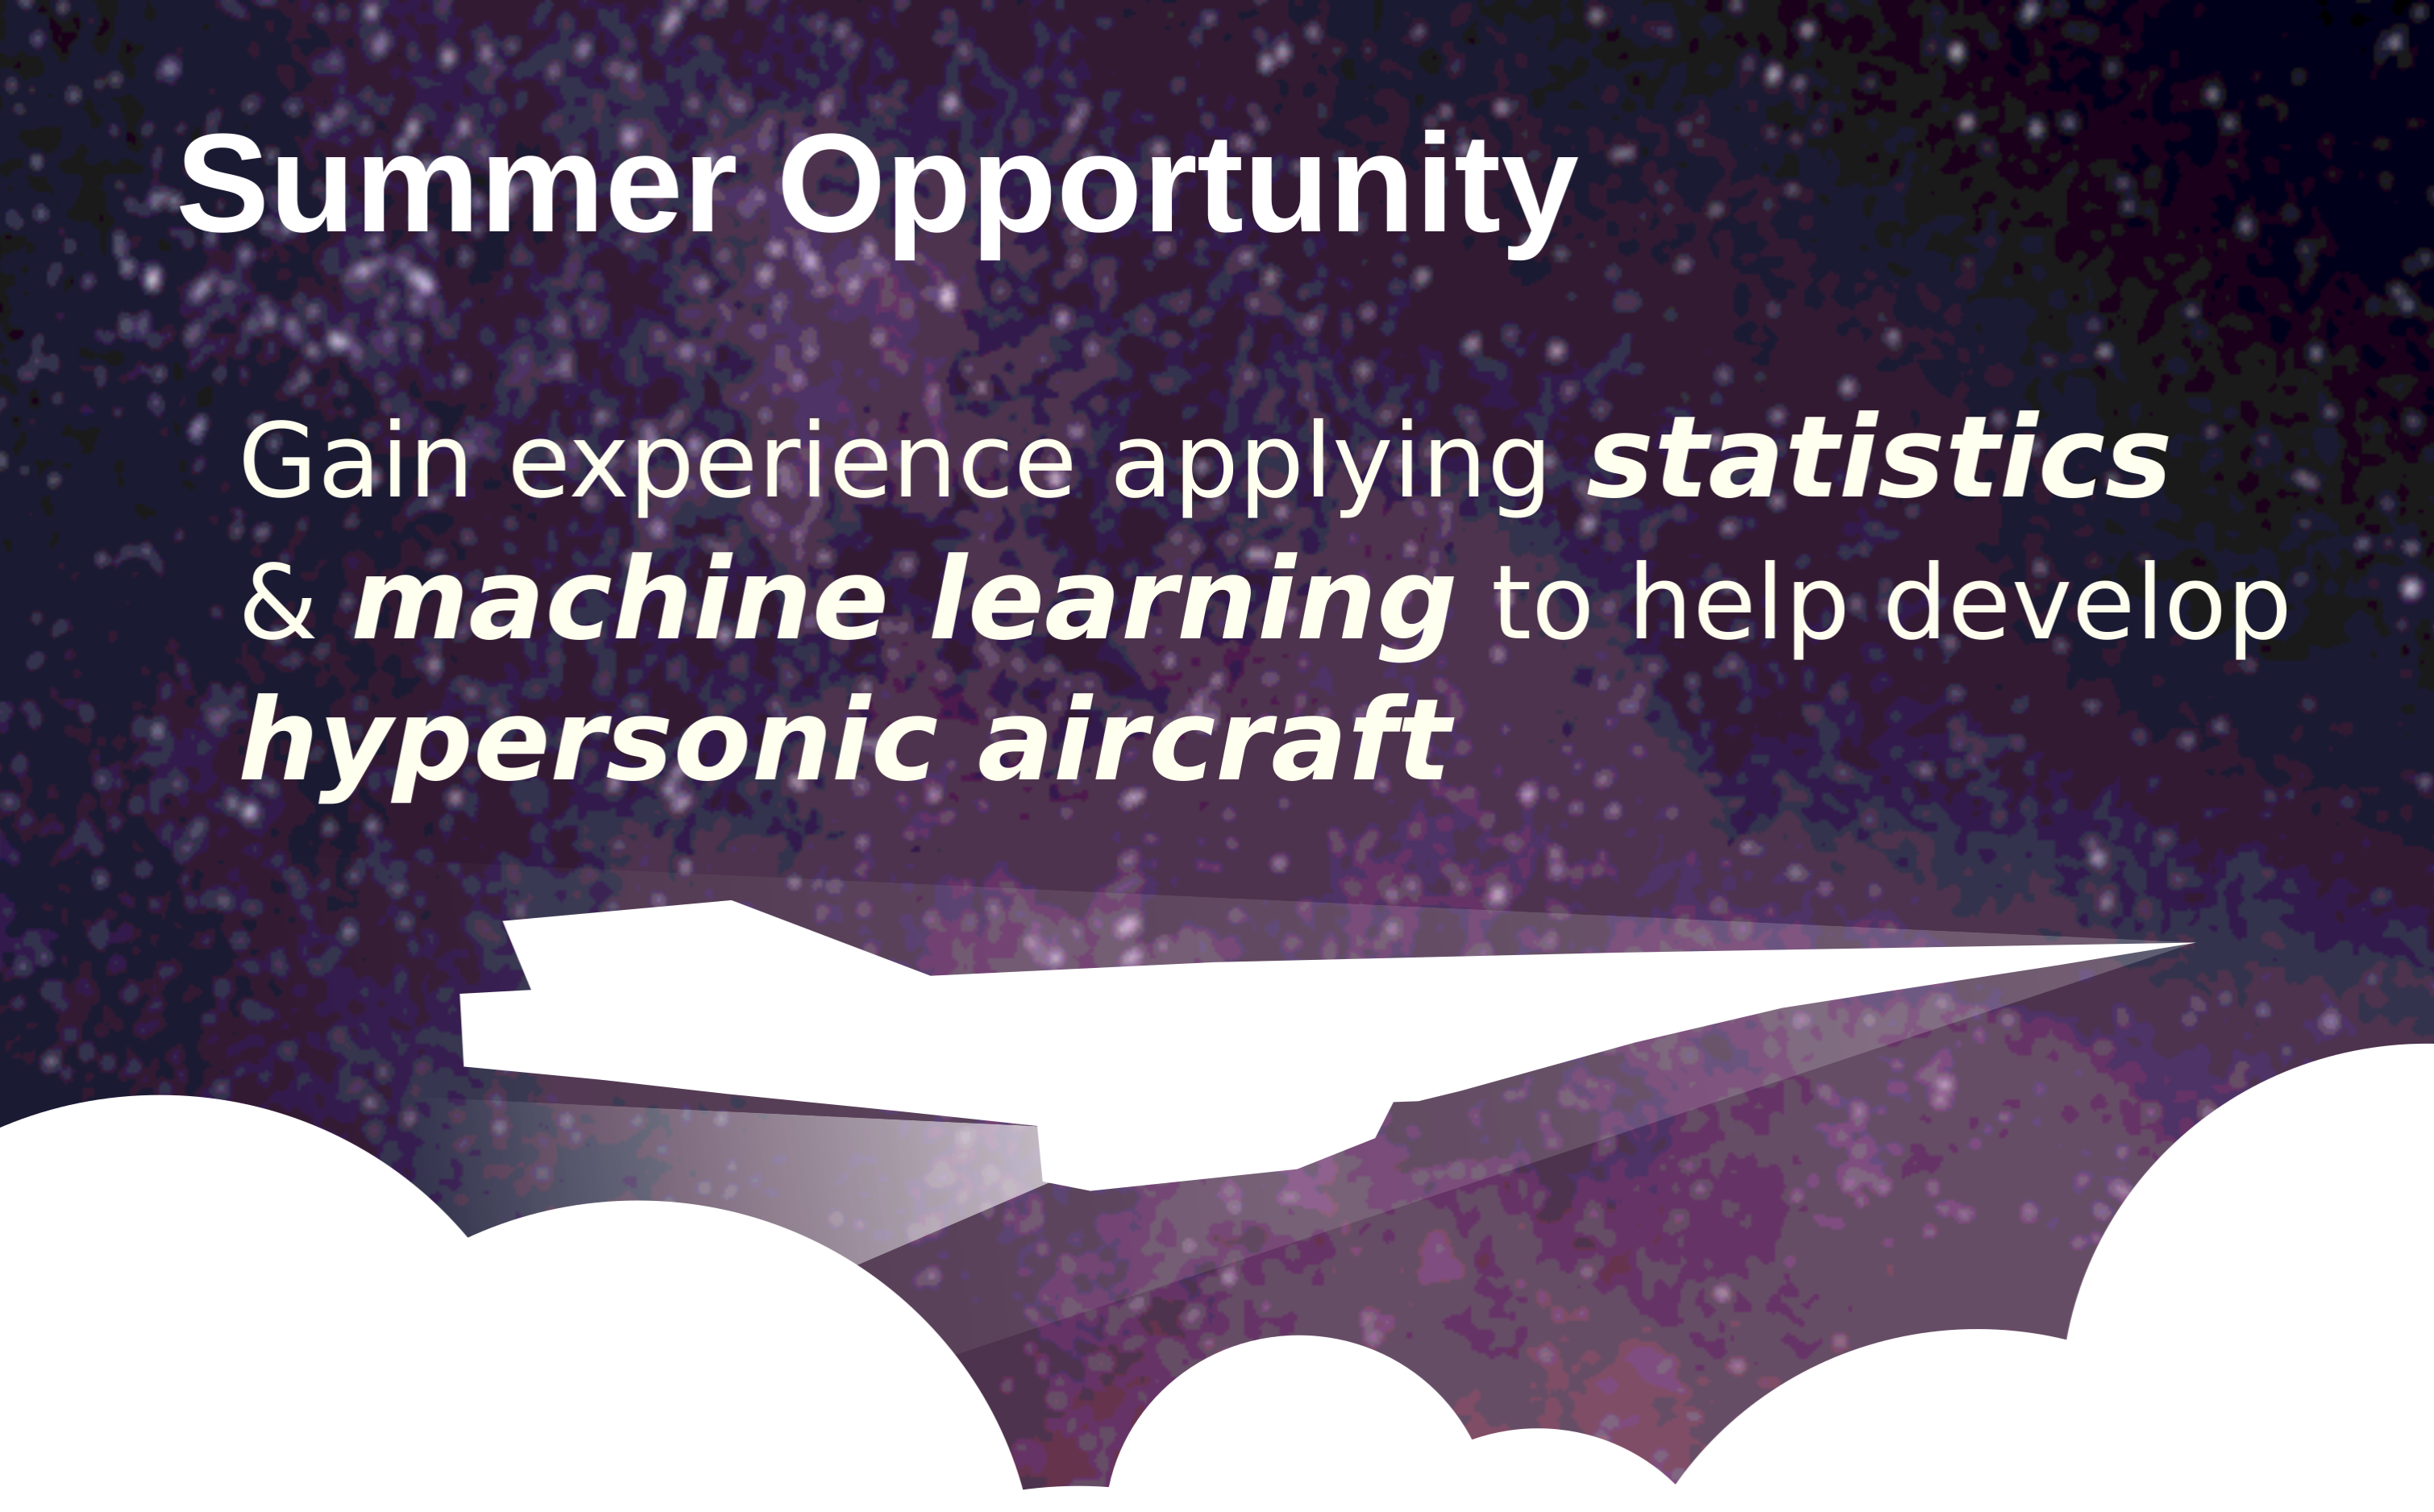 Summer Opportunity
Gain experience applying statistics
& machine learning to help develop
hypersonic aircraft